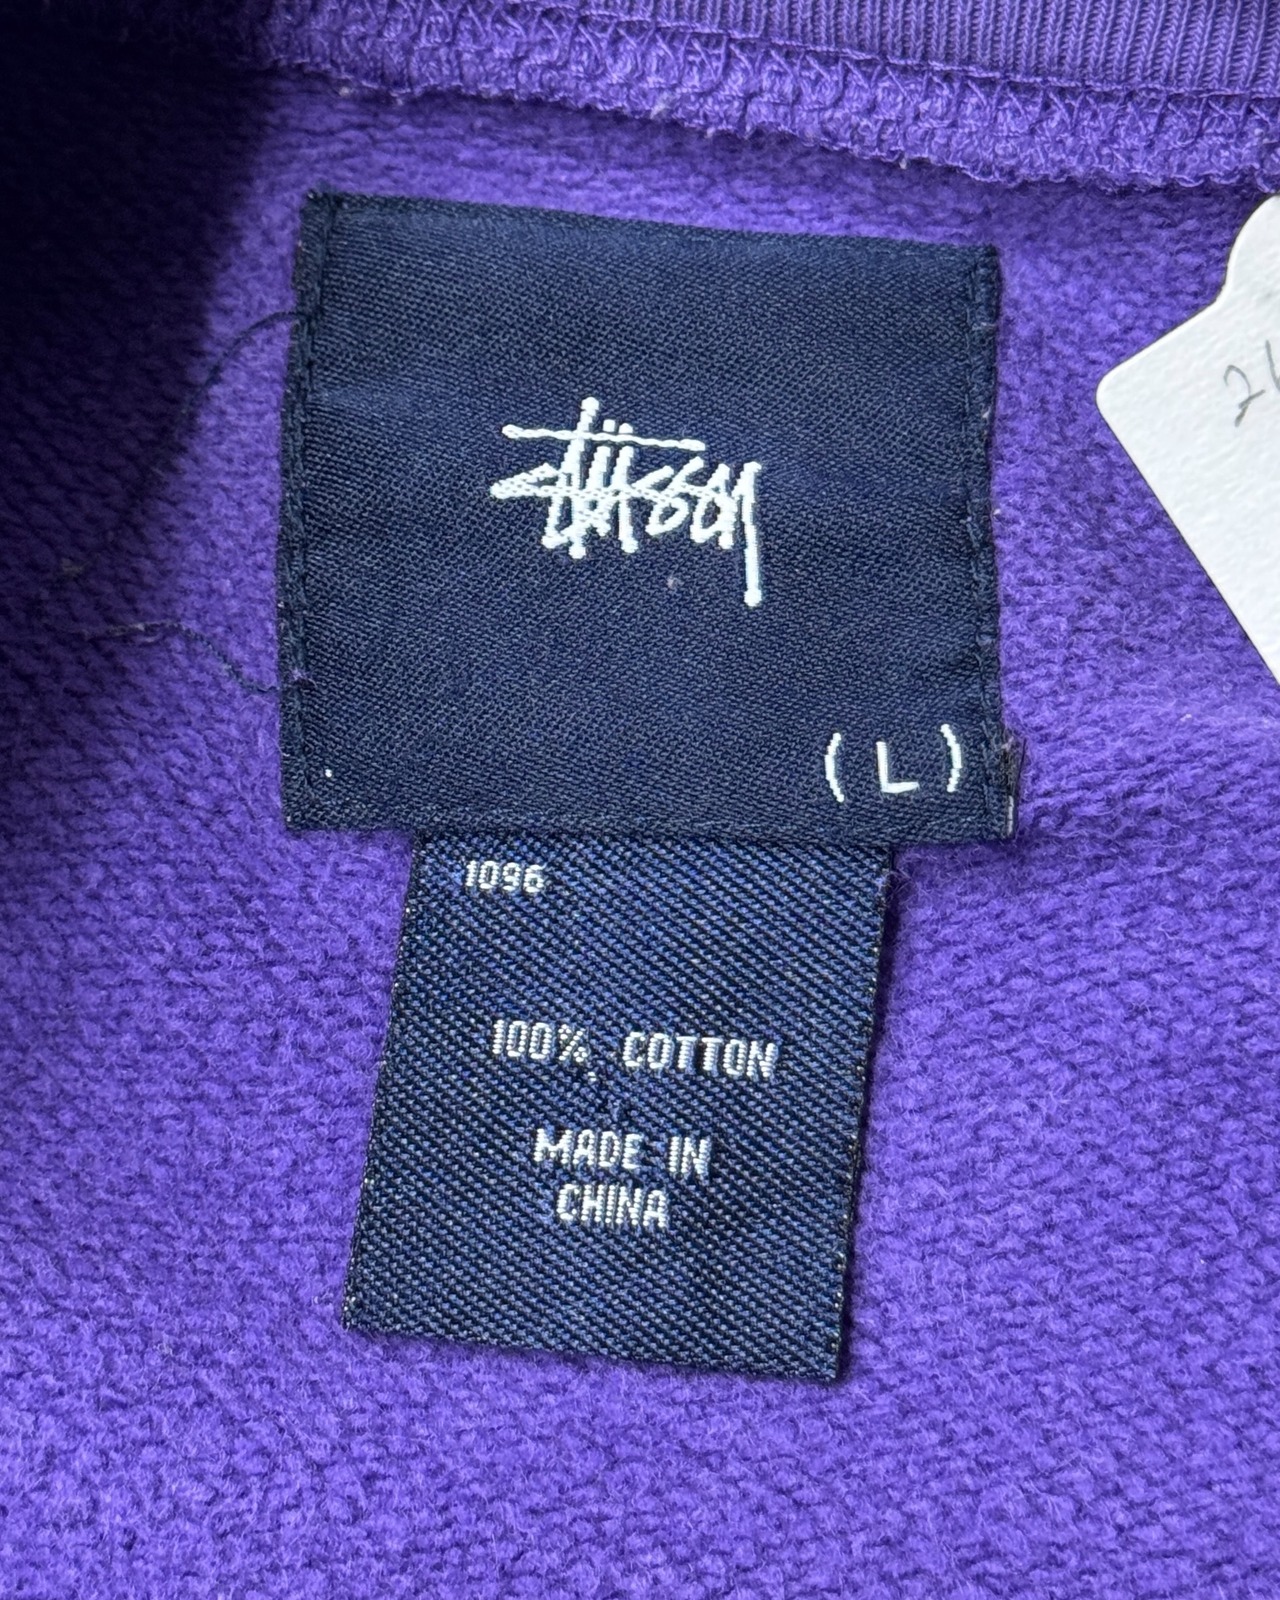 Stüssy
( L )
1096
100% COTTON
MADE IN
CHINA